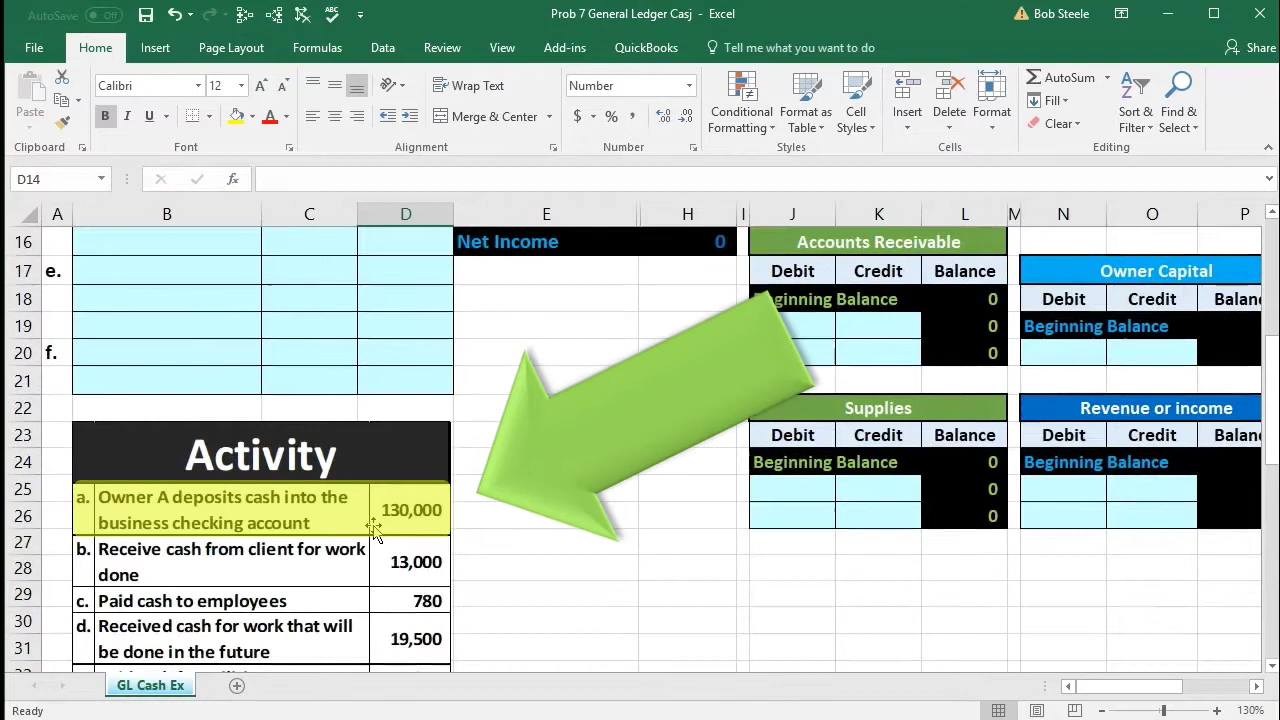 AutoSave Off
Prob 7 General Ledger Casj - Excel
Bob Steele
File Home Insert Page Layout Formulas Data Review View Add-ins QuickBooks Tell me what you want to do Share
Paste
Clipboard
Calibri 12
B I U
Font
Wrap Text
Merge & Center
Alignment
Number
$ % ,
Number
Conditional Formatting
Format as Table
Cell Styles
Styles
Insert Delete Format
Cells
AutoSum
Fill
Clear
Sort & Filter
Find & Select
Editing
D14
fx
A B C D E H I J K L M N O P
16 Net Income 0 Accounts Receivable
17 e. Debit Credit Balance Owner Capital
18 Beginning Balance 0 Debit Credit Balanc
19 0 Beginning Balance
20 f. 0
21
22 Supplies Revenue or income
23 Activity Debit Credit Balance Debit Credit Balanc
24 Beginning Balance 0 Beginning Balance
25 a. Owner A deposits cash into the 0
26 business checking account 130,000 0
27 b. Receive cash from client for work
28 done 13,000
29 c. Paid cash to employees 780
30 d. Received cash for work that will
31 be done in the future 19,500
GL Cash Ex
Ready
130%